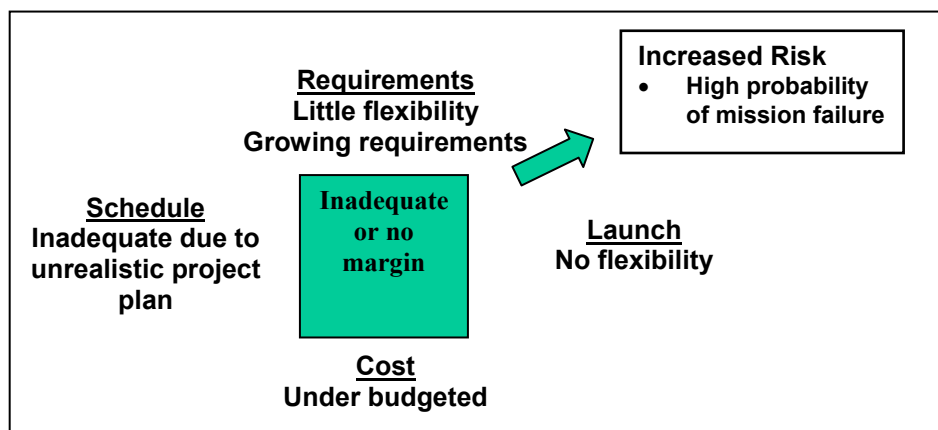 Requirements
Little flexibility
Growing requirements
Increased Risk
• High probability
of mission failure
Schedule
Inadequate due to
unrealistic project
plan
Inadequate
or no
margin
Launch
No flexibility
Cost
Under budgeted